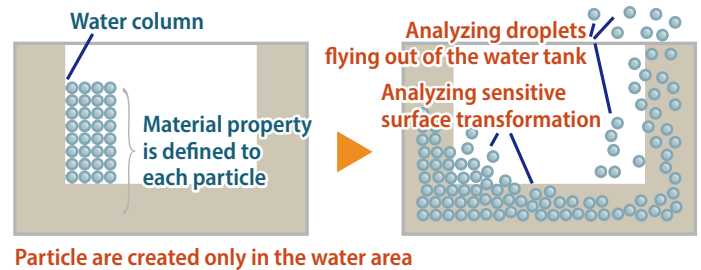 Water column
Material property
is defined to
each particle
Analyzing droplets
flying out of the water tank
Analyzing sensitive
surface transformation
Particle are created only in the water area